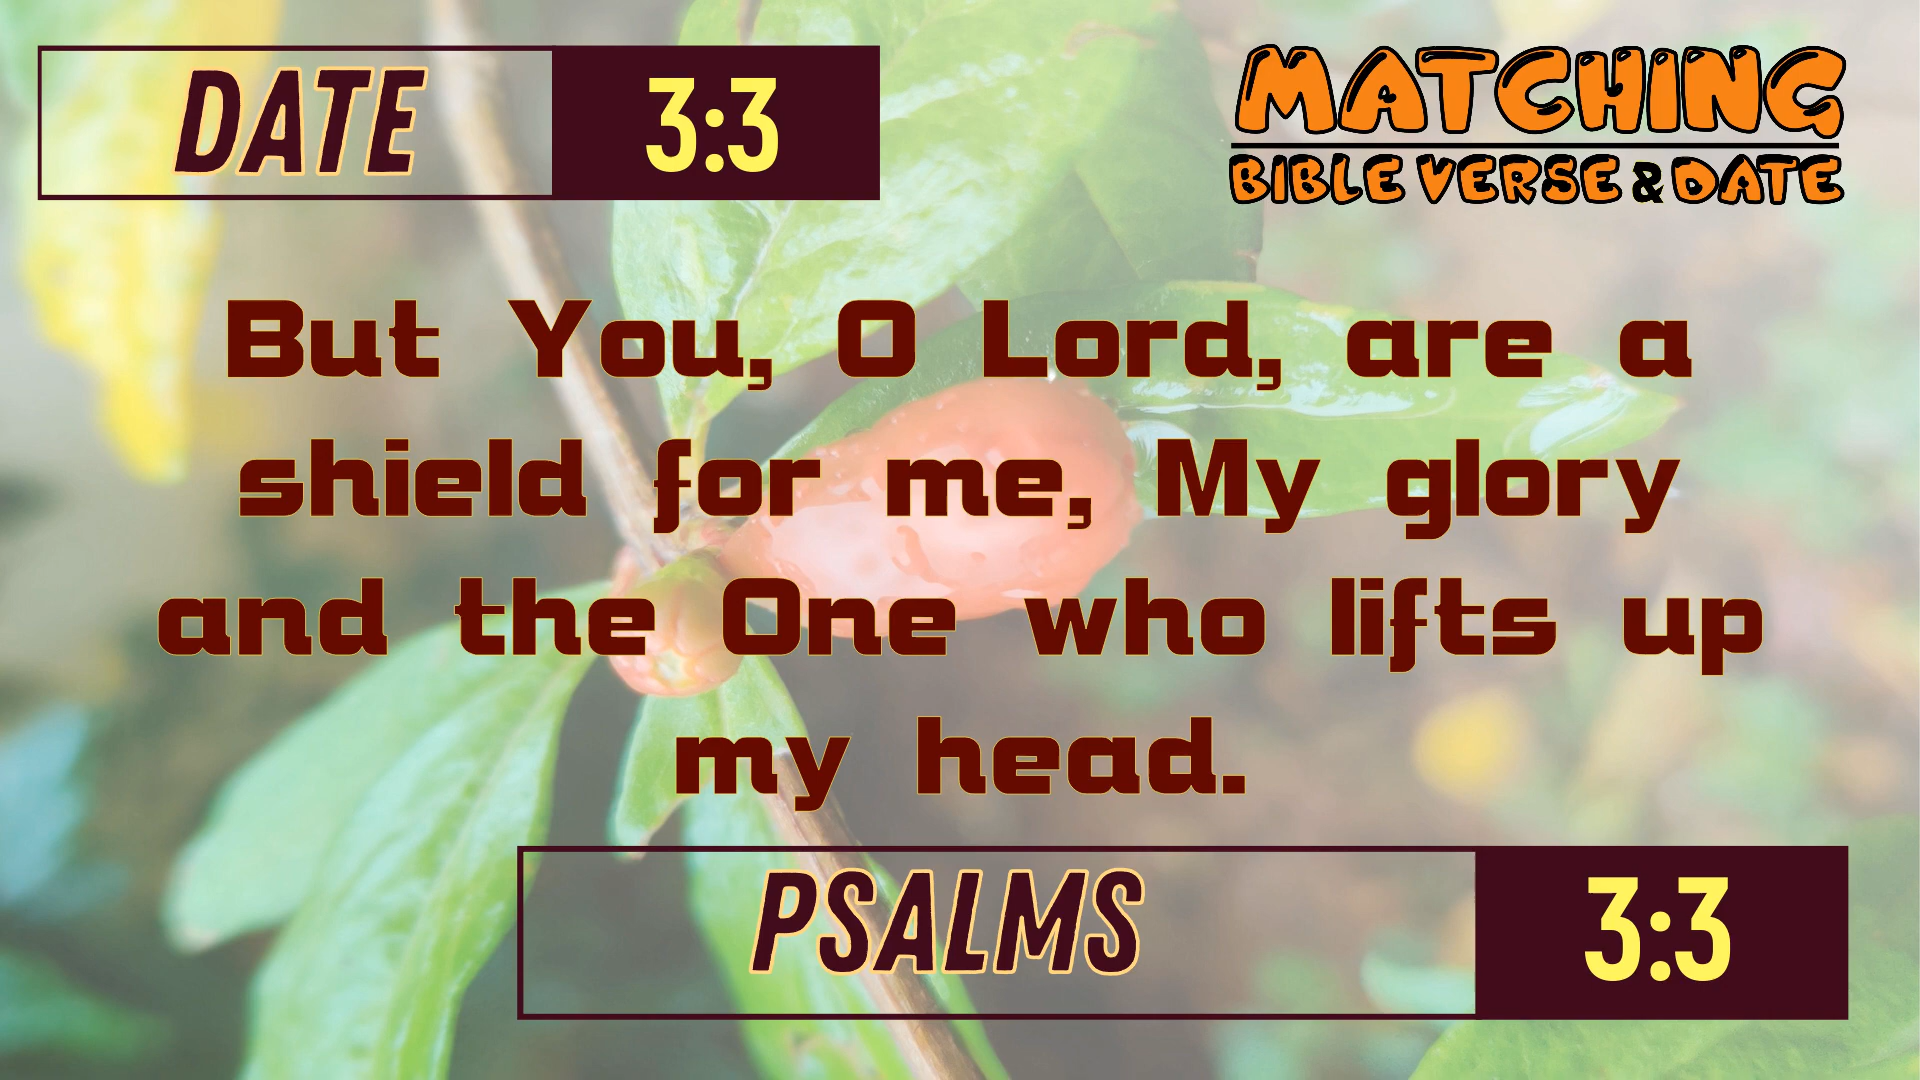 DATE 3:3
MATCHING
BIBLE VERSE & DATE
But You, O Lord, are a
shield for me, My glory
and the One who lifts up
my head.
PSALMS 3:3